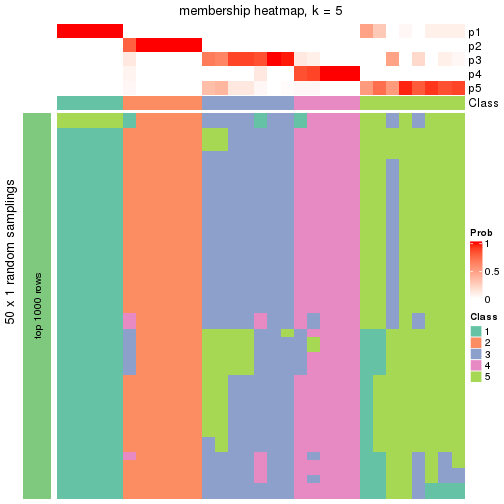 membership heatmap, k = 5
p1
p2
p3
p4
p5
Class
50 x 1 random samplings
top 1000 rows
Prob
1
0.5
0
Class
1
2
3
4
5